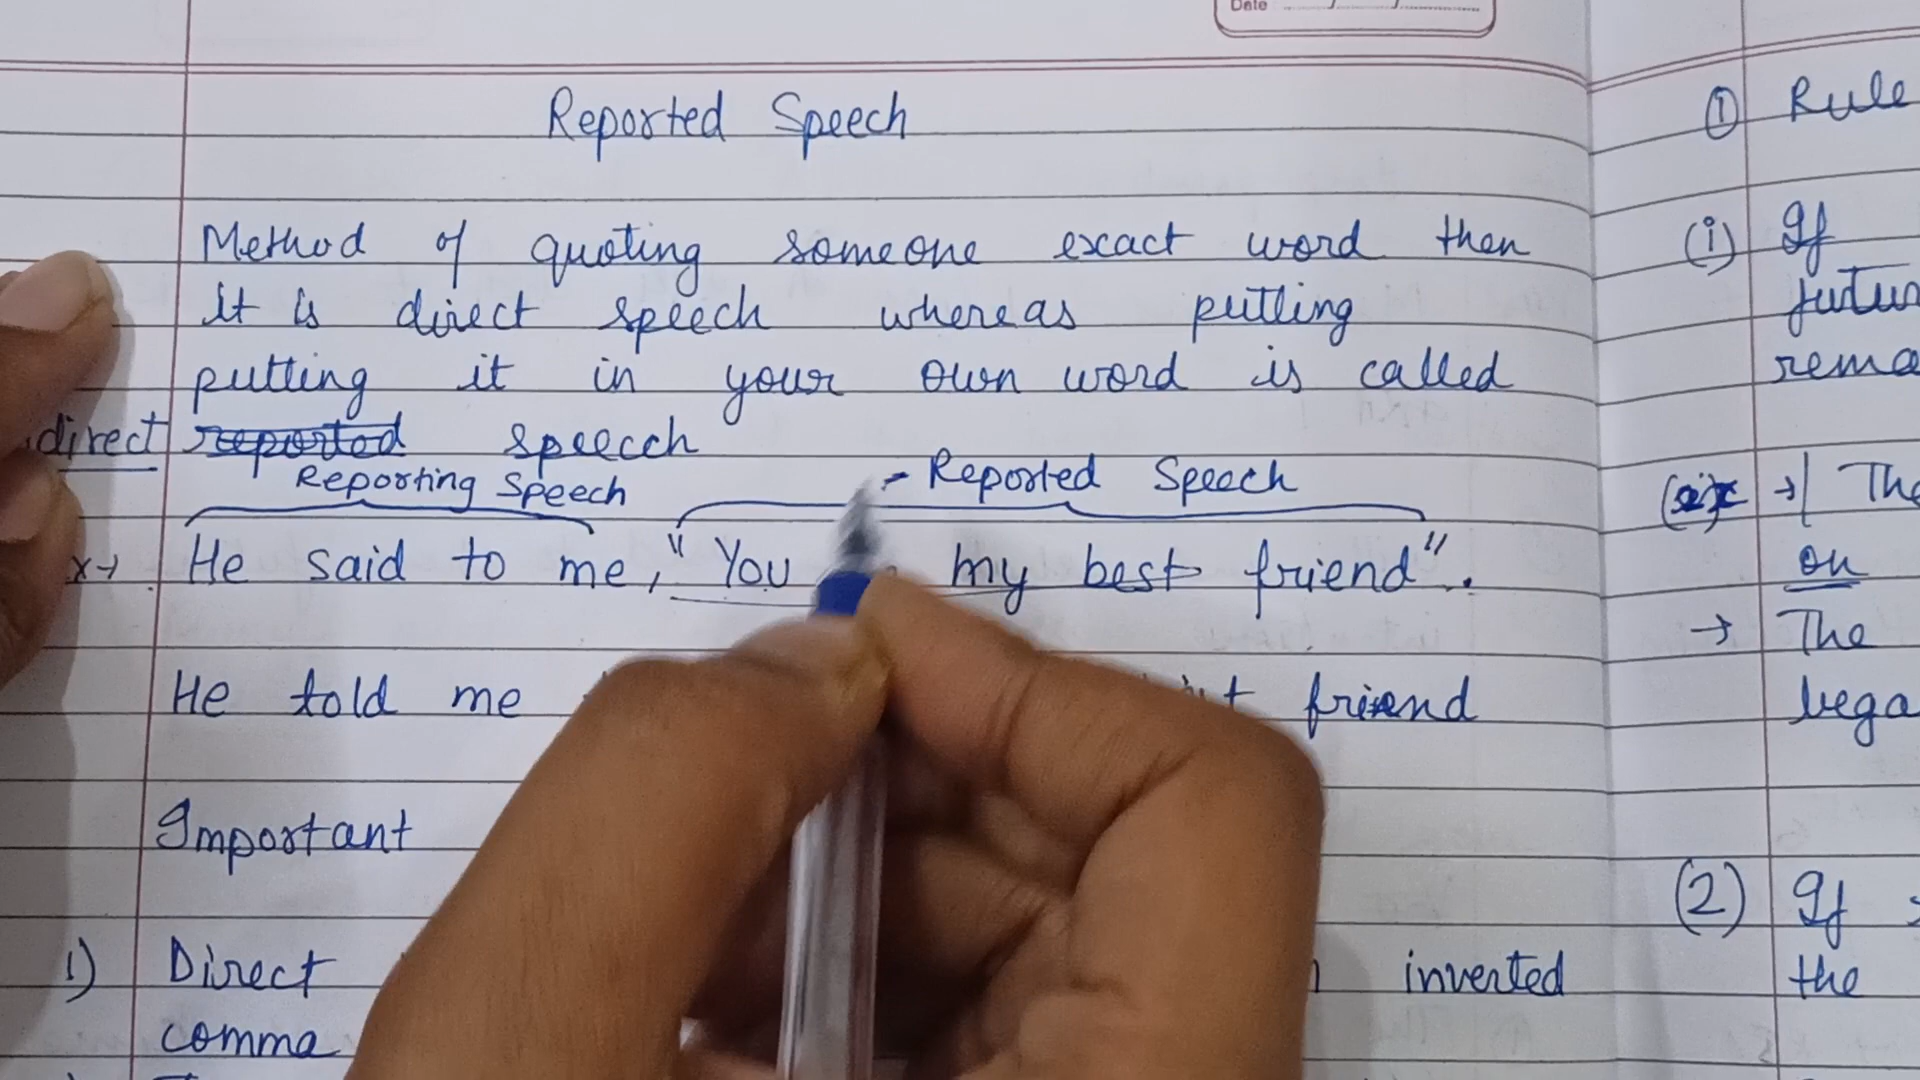 Date
Reported Speech
Method of quoting someone exact word then
it is direct speech whereas putting
putting it in your own word is called
direct reported speecch
Reporting Speech - Reported Speech
He said to me, "You my best friend".
He told me friend
Important
1) Direct inverted
comma
① Rule
(i) If
futur
rema
→ The
on
→ The
bega
(2) If
the